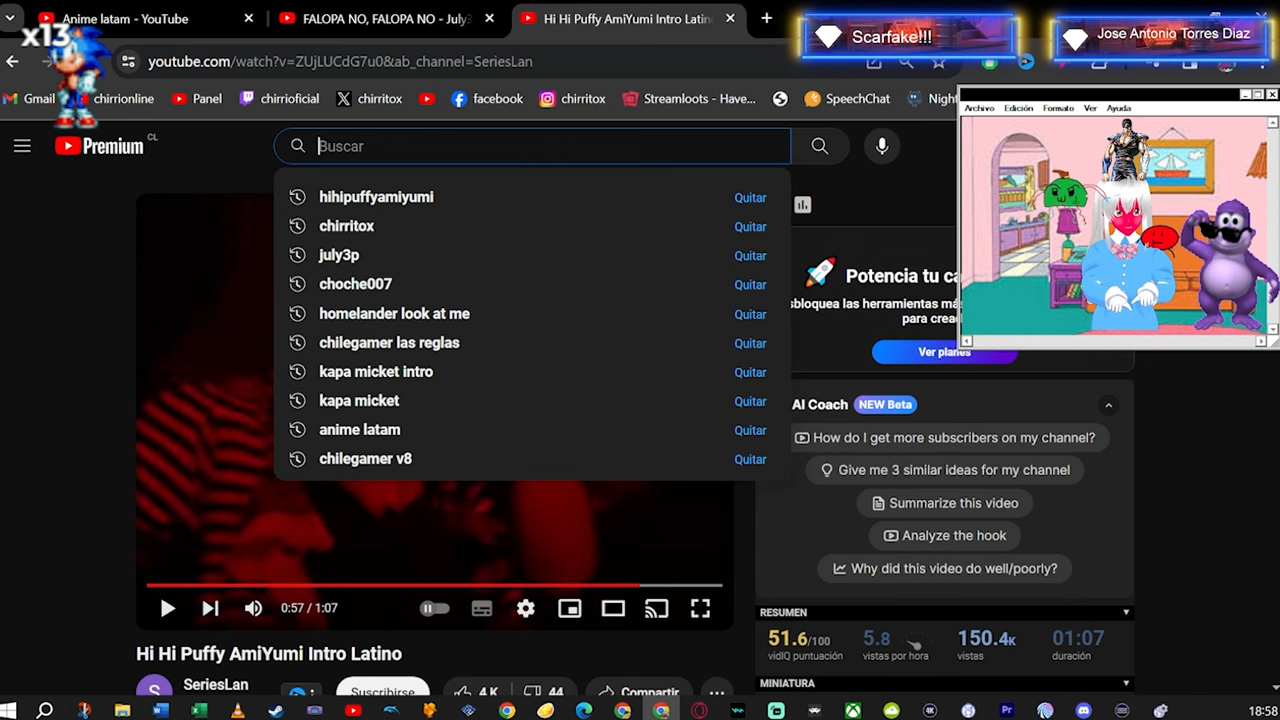 Anime latam - YouTube
FALOPA NO, FALOPA NO - July3
Hi Hi Puffy AmiYumi Intro Latin
Scarfake!!!
Jose Antonio Torres Diaz
x13
youtube.com/watch?v=ZUjLUCdG7u0&ab_channel=SeriesLan
Gmail
chirrionline
Panel
chirrioficial
chirritox
facebook
chirritox
Streamloots - Have...
SpeechChat
Night
Archivo Edición Formato Ver Ayuda
Premium CL
Buscar
hihipuffyamiyumi Quitar
chirritox Quitar
july3p Quitar
choche007 Quitar
homelander look at me Quitar
chilegamer las reglas Quitar
kapa micket intro Quitar
kapa micket Quitar
anime latam Quitar
chilegamer v8 Quitar
Potencia tu ca
sbloquea las herramientas má
para cread
Ver planes
AI Coach NEW Beta
How do I get more subscribers on my channel?
Give me 3 similar ideas for my channel
Summarize this video
Analyze the hook
Why did this video do well/poorly?
RESUMEN
51.6/100
vidIQ puntuación
5.8
vistas por hora
150.4K
vistas
01:07
duración
MINIATURA
0:57 / 1:07
Hi Hi Puffy AmiYumi Intro Latino
S
SeriesLan
Suscribirse
4 K
44
Compartir
18:58